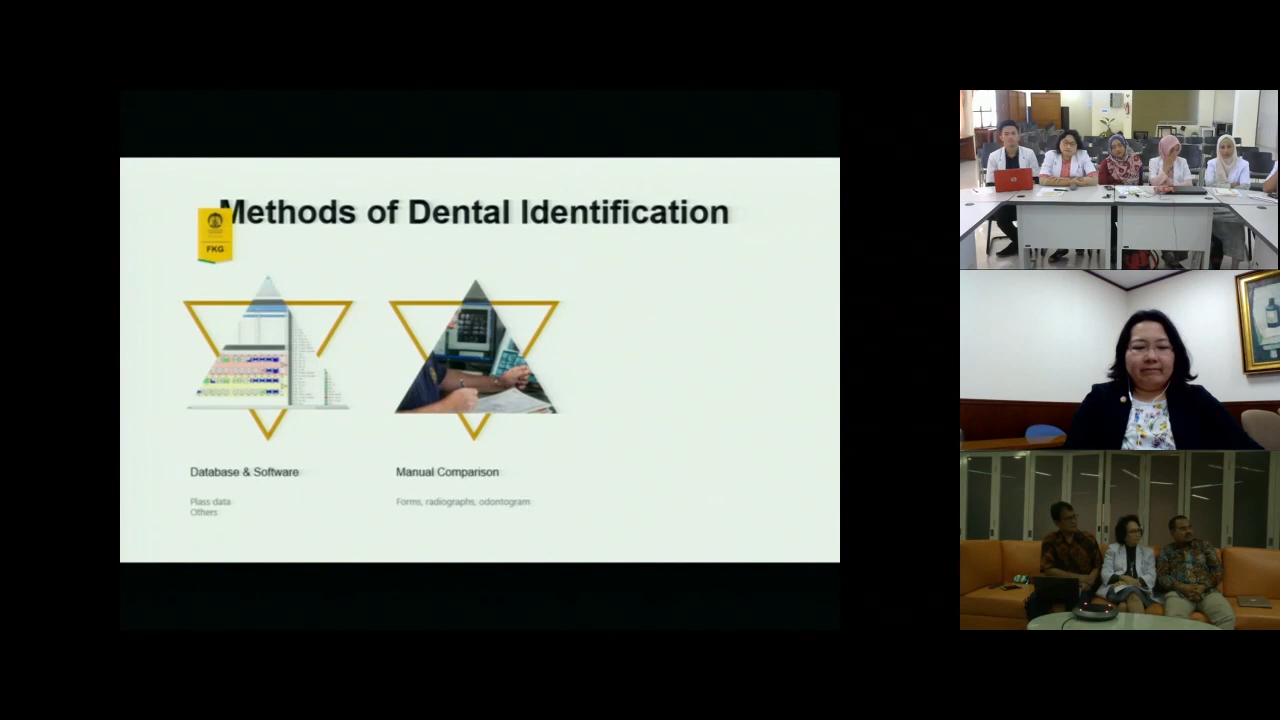 Methods of Dental Identification
FKG
Database & Software
Plass data
Others
Manual Comparison
Forms, radiographs, odontogram